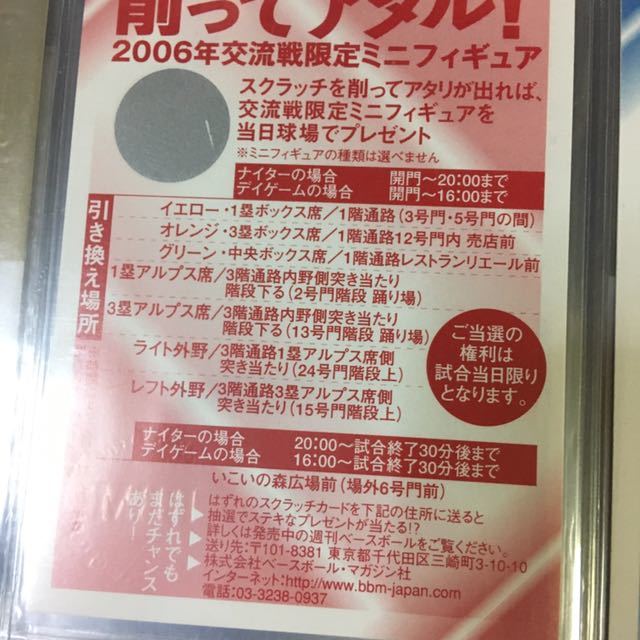 削ってアタル!
2006年交流戦限定ミニフィギュア
スクラッチを削ってアタリが出れば、
交流戦限定ミニフィギュアを
当日球場でプレゼント
※ミニフィギュアの種類は選べません
ナイターの場合 開門〜20:00まで
デイゲームの場合 開門〜16:00まで
引き換え場所
イエロー・1塁ボックス席/1階通路(3号門・5号門の間)
オレンジ・3塁ボックス席/1階通路12号門内 売店前
グリーン・中央ボックス席/1階通路レストランリエール前
1塁アルプス席/3階通路内野側突き当たり
階段下る(2号門階段 踊り場)
3塁アルプス席/3階通路内野側突き当たり
階段下る(13号門階段 踊り場)
ライト外野/3階通路1塁アルプス席側
突き当たり(24号門階段上)
レフト外野/3階通路3塁アルプス席側
突き当たり(15号門階段上)
ご当選の
権利は
試合当日限り
となります。
ナイターの場合 20:00〜試合終了30分後まで
デイゲームの場合 16:00〜試合終了30分後まで
いこいの森広場前(場外6号門前)
はずれでも
まだチャンス
あり!
はずれのスクラッチカードを下記の住所に送ると
抽選でステキなプレゼントが当たる!?
詳しくは発売中の週刊ベースボールをご覧ください。
送り先:〒101-8381 東京都千代田区三崎町3-10-10
株式会社ベースボール・マガジン社
インターネット:http://www.bbm-japan.com/
電話:03-3238-0937